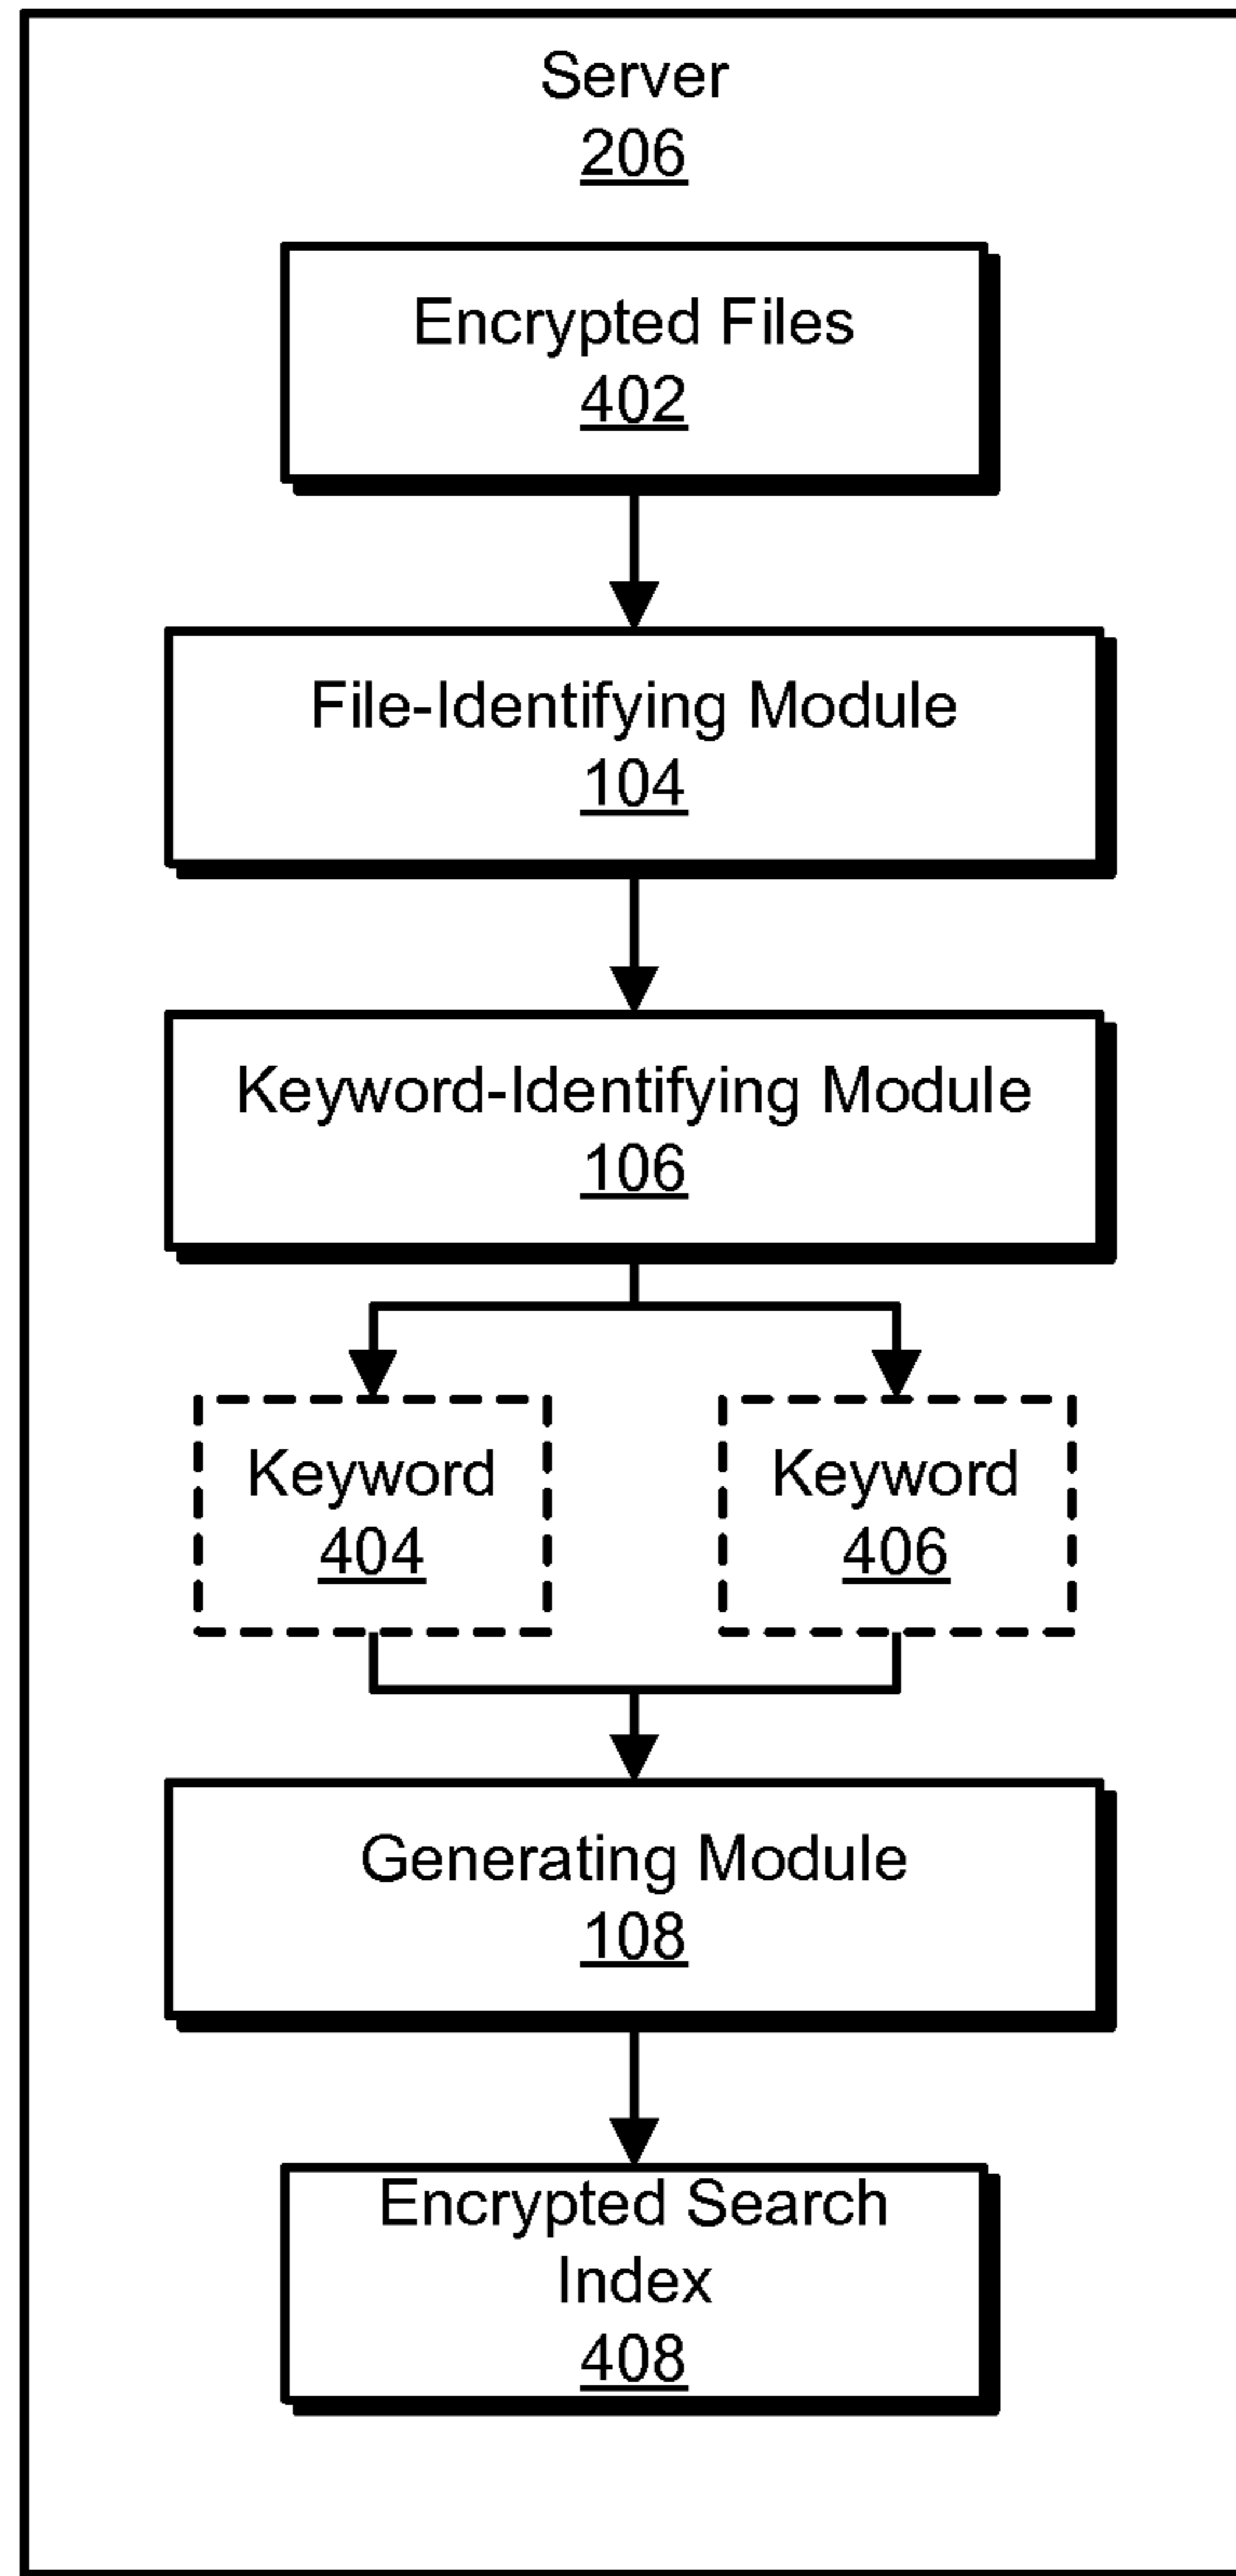 Server
206
Encrypted Files
402
File-Identifying Module
104
Keyword-Identifying Module
106
Keyword
404
Keyword
406
Generating Module
108
Encrypted Search
Index
408